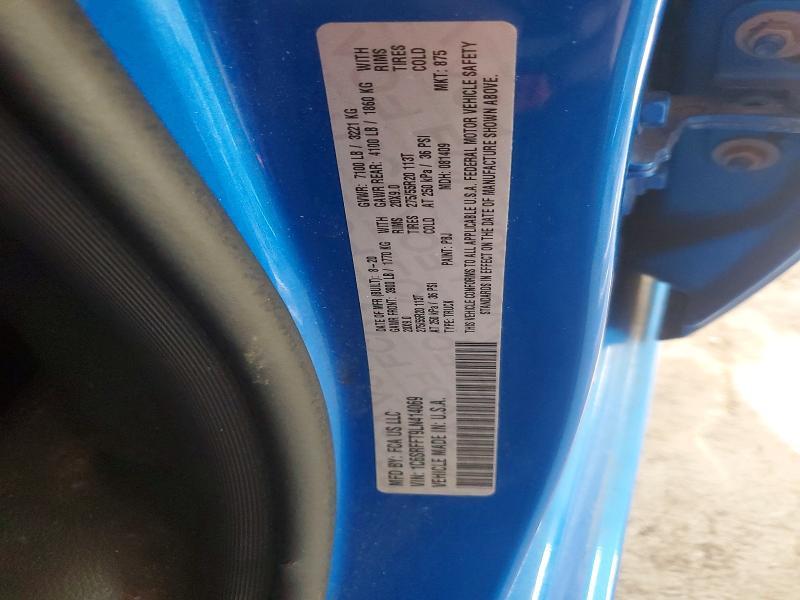 MFD BY: FCA US LLC
VIN: 1C6SRFFT9LN414069
VEHICLE MADE IN: U.S.A.
DATE OF MFR (BUILT): 8-20
GVWR: 7100 LB / 3221 KG
GAWR FRONT: 3900 LB / 1770 KG WITH
GAWR REAR: 4100 LB / 1860 KG WITH
20X9.0 RIMS
20X9.0 RIMS
275/55R20 113T TIRES
275/55R20 113T TIRES
AT 250 kPa / 36 PSI COLD
AT 250 kPa / 36 PSI COLD
TYPE: TRUCK PAINT: PBJ MDH: 081409 MKT: 875
THIS VEHICLE CONFORMS TO ALL APPLICABLE U.S.A. FEDERAL MOTOR VEHICLE SAFETY
STANDARDS IN EFFECT ON THE DATE OF MANUFACTURE SHOWN ABOVE.